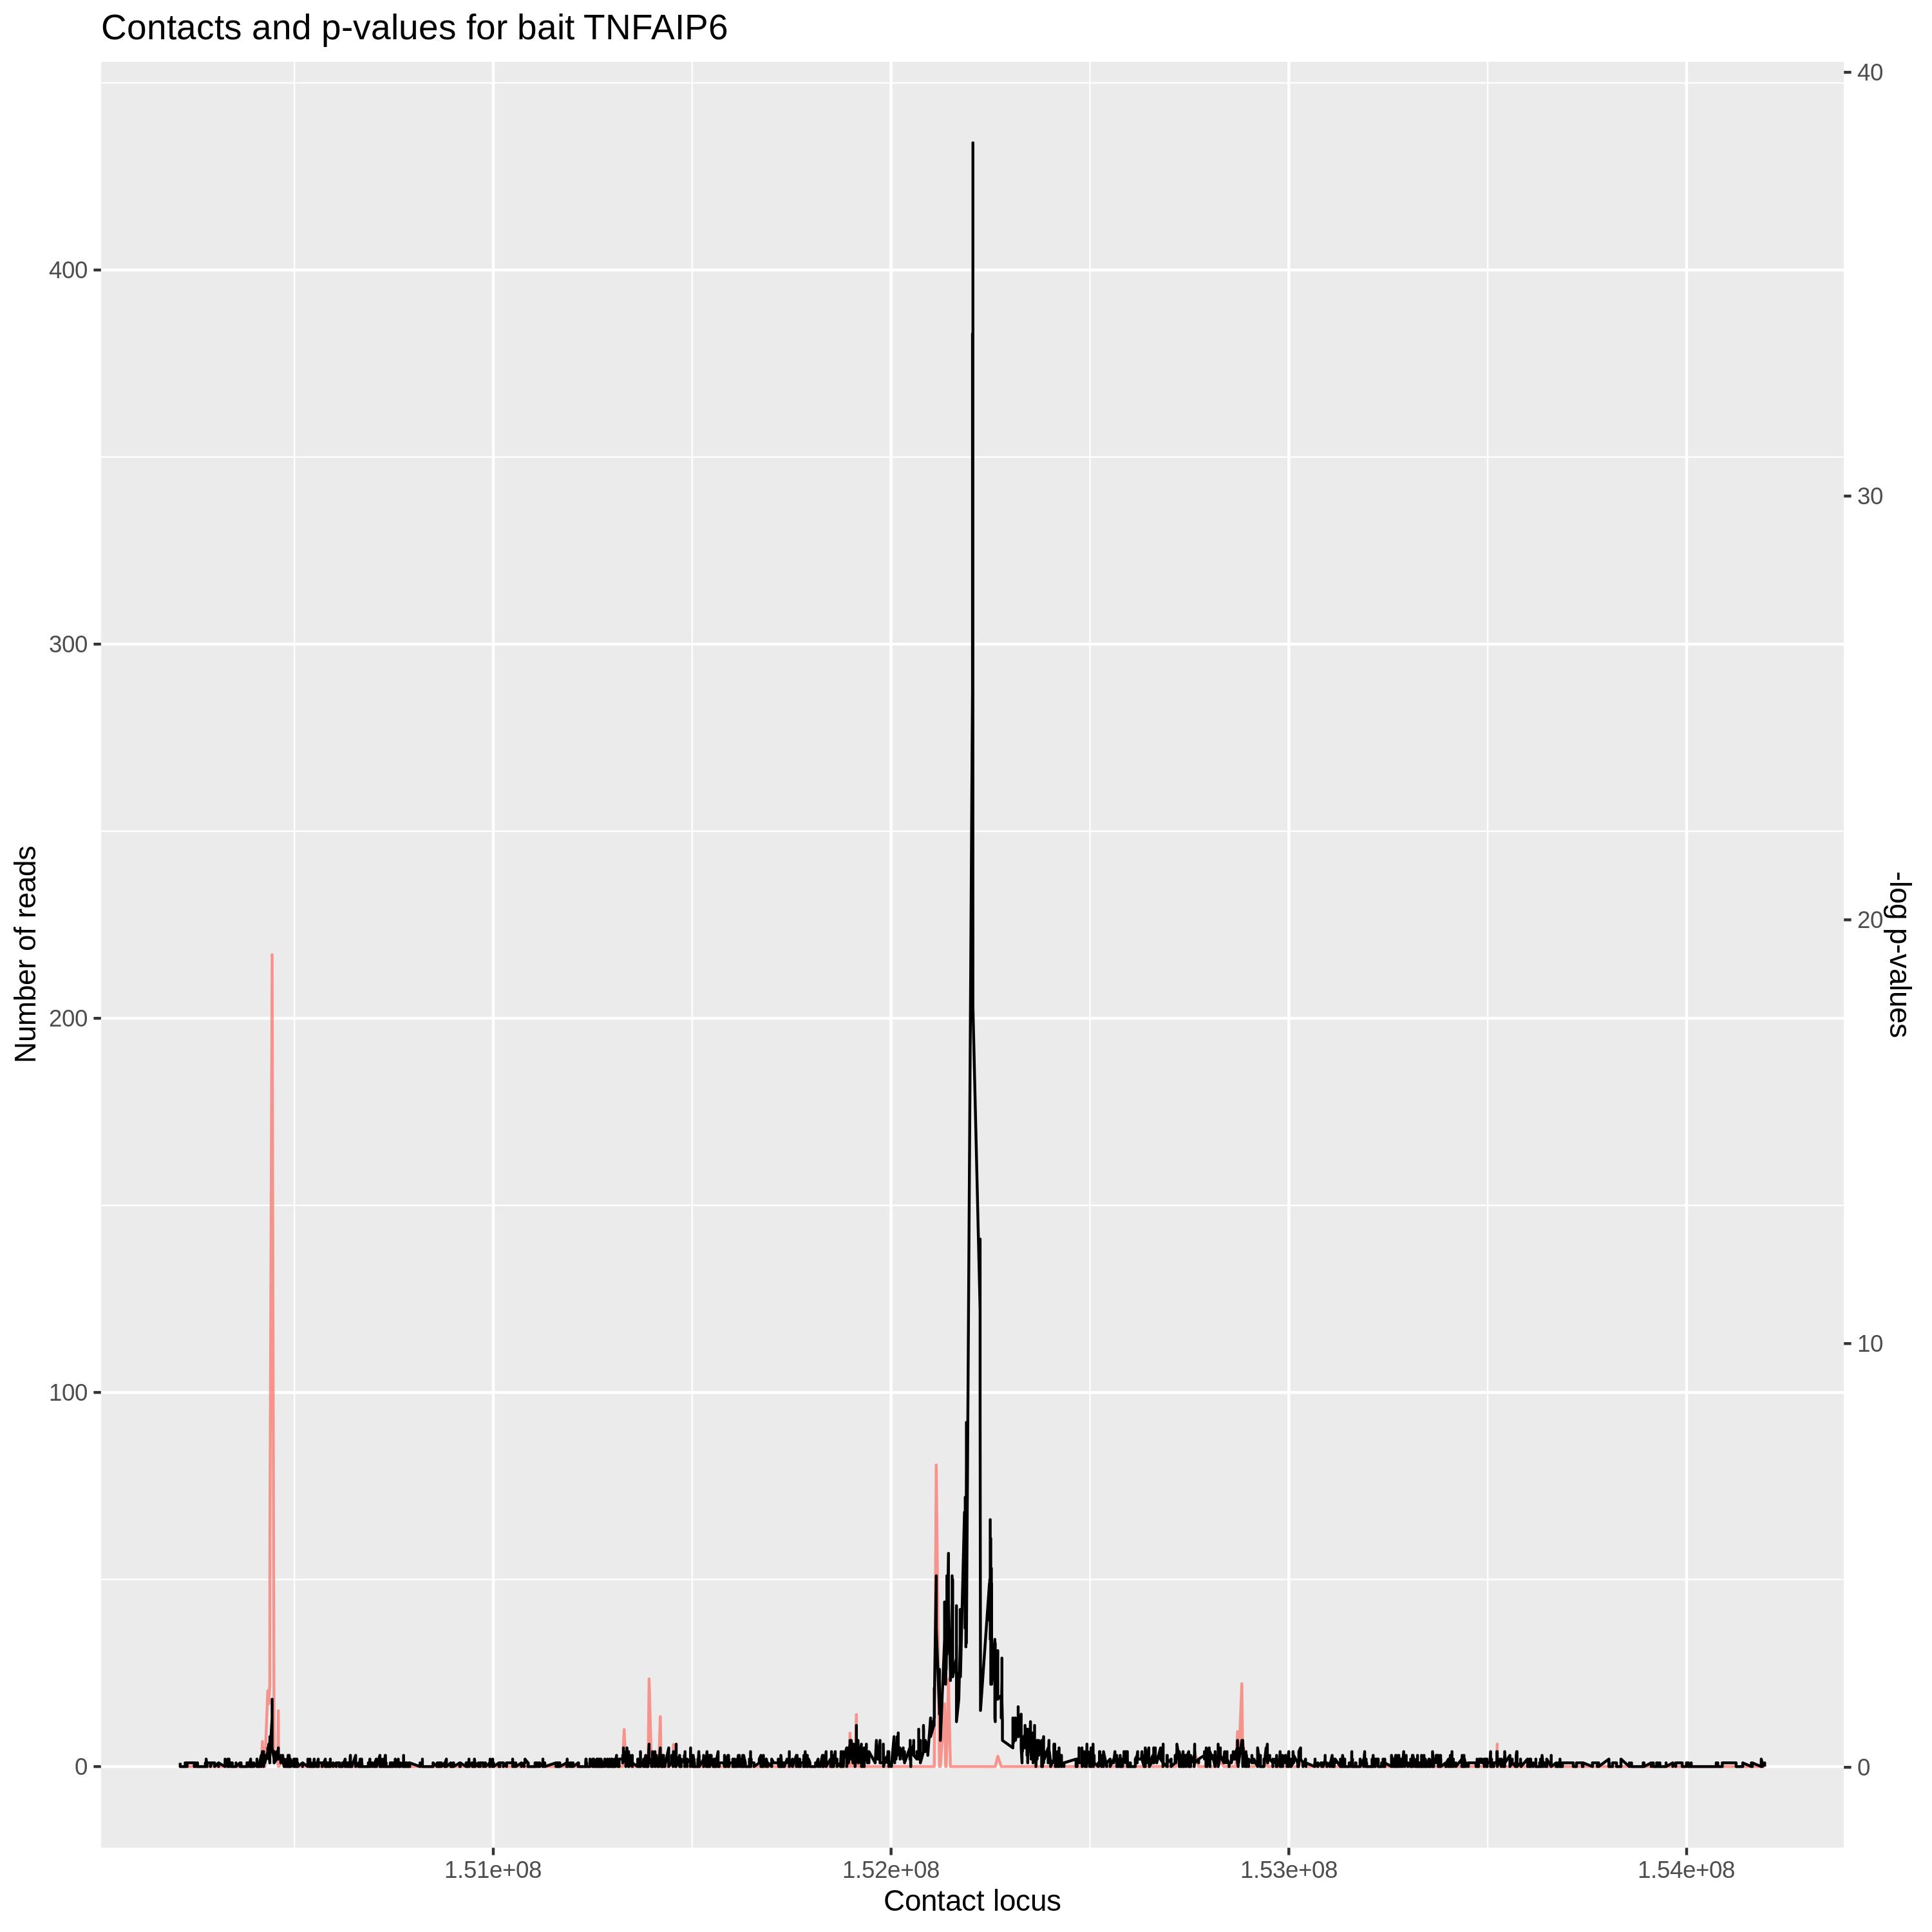 Contacts and p-values for bait TNFAIP6
Number of reads
400
300
200
100
0
40
30
20
10
0
-log p-values
1.51e+08
1.52e+08
1.53e+08
1.54e+08
Contact locus